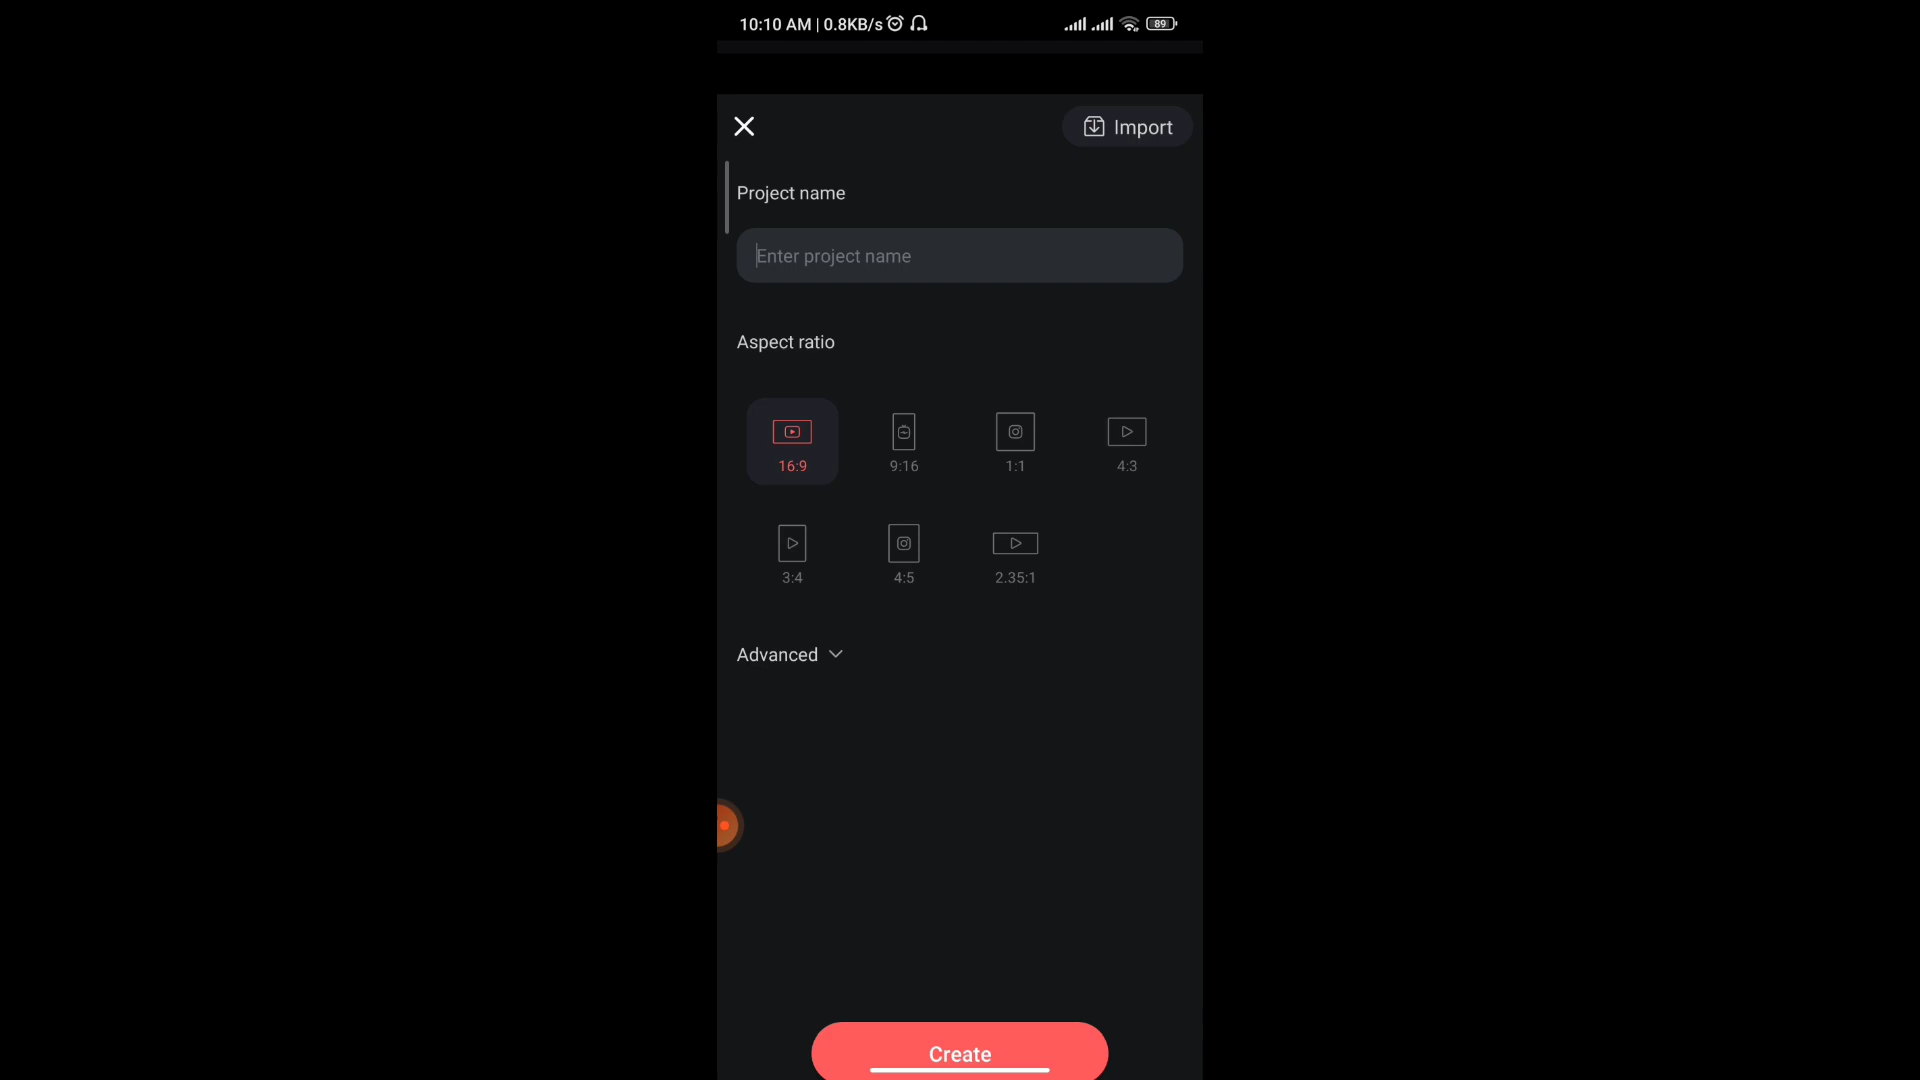 10:10 AM | 0.8KB/s
89
Import
Project name
Enter project name
Aspect ratio
16:9
9:16
1:1
4:3
3:4
4:5
2.35:1
Advanced
Create